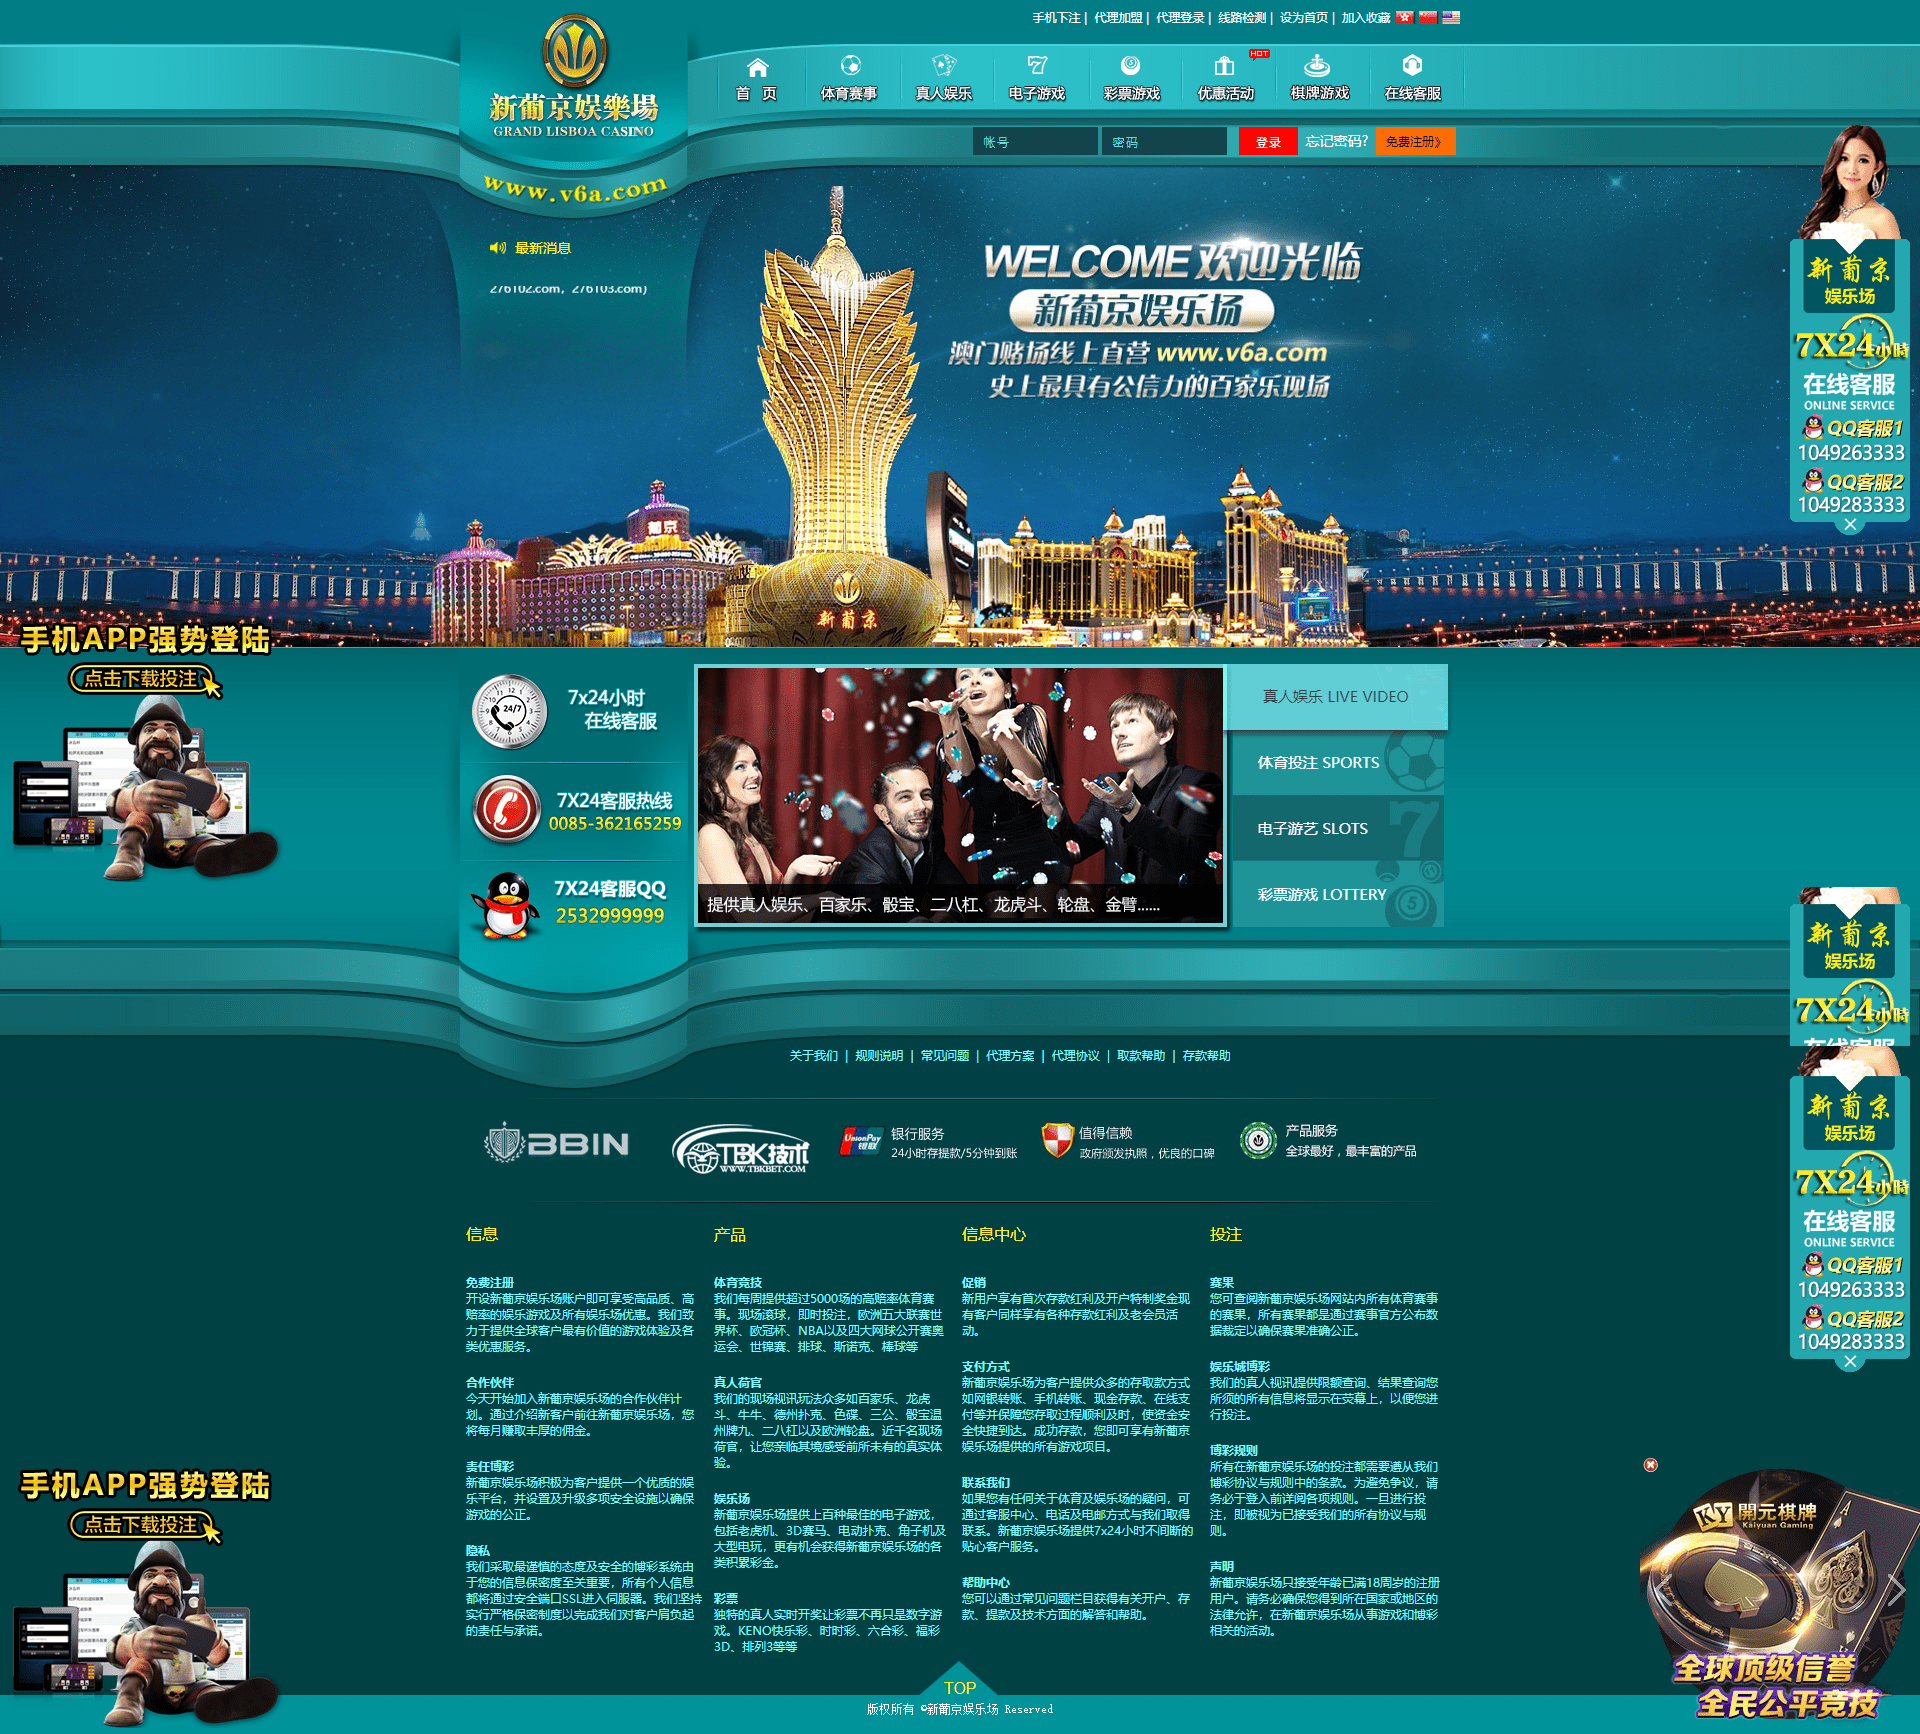 手机下注 | 代理加盟 | 代理登录 | 线路检测 | 设为首页 | 加入收藏
新葡京娱樂場
GRAND LISBOA CASINO
www.v6a.com
首 页 体育赛事 真人娱乐 电子游戏 彩票游戏 优惠活动 HOT 棋牌游戏 在线客服
帐号 密码 登录 忘记密码? 免费注册》
最新消息
276102.com, 276103.com)
WELCOME 欢迎光临
新葡京娱乐场
澳门赌场线上直营 www.v6a.com
史上最具有公信力的百家乐现场
葡京
新葡京
新葡京
娱乐场
7X24小時
在线客服
ONLINE SERVICE
QQ客服1
1049263333
QQ客服2
1049283333
手机APP强势登陆
点击下载投注
24/7
7x24小时
在线客服
7X24客服热线
0085-362165259
7X24客服QQ
2532999999
提供真人娱乐、百家乐、骰宝、二八杠、龙虎斗、轮盘、金臂......
真人娱乐 LIVE VIDEO
体育投注 SPORTS
电子游艺 SLOTS
彩票游戏 LOTTERY
新葡京
娱乐场
7X24小時
在线客服
关于我们 | 规则说明 | 常见问题 | 代理方案 | 代理协议 | 取款帮助 | 存款帮助
BBIN
TBK技术
WWW.TBKBET.COM
UnionPay
银联
银行服务
24小时存提款/5分钟到账
值得信赖
政府颁发执照，优良的口碑
产品服务
全球最好，最丰富的产品
新葡京
娱乐场
7X24小時
在线客服
ONLINE SERVICE
QQ客服1
1049263333
QQ客服2
1049283333
信息
免费注册
开设新葡京娱乐场账户即可享受高品质、高
赔率的娱乐游戏及所有娱乐场优惠。我们致
力于提供全球客户最有价值的游戏体验及各
类优惠服务。
合作伙伴
今天开始加入新葡京娱乐场的合作伙伴计
划。通过介绍新客户前往新葡京娱乐场，您
将每月赚取丰厚的佣金。
责任博彩
新葡京娱乐场积极为客户提供一个优质的娱
乐平台，并设置及升级多项安全设施以确保
游戏的公正。
隐私
我们采取最谨慎的态度及安全的博彩系统由
于您的信息保密度至关重要，所有个人信息
都将通过安全端口SSL进入伺服器。我们坚持
实行严格保密制度以完成我们对客户肩负起
的责任与承诺。
产品
体育竞技
我们每周提供超过5000场的高赔率体育赛
事。现场滚球，即时投注，欧洲五大联赛世
界杯、欧冠杯、NBA以及四大网球公开赛奥
运会、世锦赛、排球、斯诺克、棒球等
真人荷官
我们的现场视讯玩法众多如百家乐、龙虎
斗、牛牛、德州扑克、色碟、三公、骰宝温
州牌九、二八杠以及欧洲轮盘。近千名现场
荷官，让您亲临其境感受前所未有的真实体
验。
娱乐场
新葡京娱乐场提供上百种最佳的电子游戏，
包括老虎机、3D赛马、电动扑克、角子机及
大型电玩，更有机会获得新葡京娱乐场的各
类积累彩金。
彩票
独特的真人实时开奖让彩票不再只是数字游
戏。KENO快乐彩、时时彩、六合彩、福彩
3D、排列3等等
信息中心
促销
新用户享有首次存款红利及开户特制奖金现
有客户同样享有各种存款红利及老会员活
动。
支付方式
新葡京娱乐场为客户提供众多的存取款方式
如网银转账、手机转账、现金存款、在线支
付等并保障您存取过程顺利及时，使资金安
全快捷到达。成功存款，您即可享有新葡京
娱乐场提供的所有游戏项目。
联系我们
如果您有任何关于体育及娱乐场的疑问，可
通过客服中心、电话及电邮方式与我们取得
联系。新葡京娱乐场提供7x24小时不间断的
贴心客户服务。
帮助中心
您可以通过常见问题栏目获得有关开户、存
款、提款及技术方面的解答和帮助。
投注
赛果
您可查阅新葡京娱乐场网站内所有体育赛事
的赛果，所有赛果都是通过赛事官方公布数
据裁定以确保赛果准确公正。
娱乐城博彩
我们的真人视讯提供限额查询、结果查询您
所须的所有信息将显示在荧幕上，以便您进
行投注。
博彩规则
所有在新葡京娱乐场的投注都需要遵从我们
博彩协议与规则中的条款。为避免争议，请
务必于登入前详阅各项规则。一旦进行投
注，即被视为已接受我们的所有协议与规
则。
声明
新葡京娱乐场只接受年龄已满18周岁的注册
用户。请务必确保您得到所在国家或地区的
法律允许，在新葡京娱乐场从事游戏和博彩
相关的活动。
手机APP强势登陆
点击下载投注
KY 開元棋牌
Kaiyuan Gaming
全球顶级信誉
全民公平竞技
TOP
版权所有 ©新葡京娱乐场 Reserved